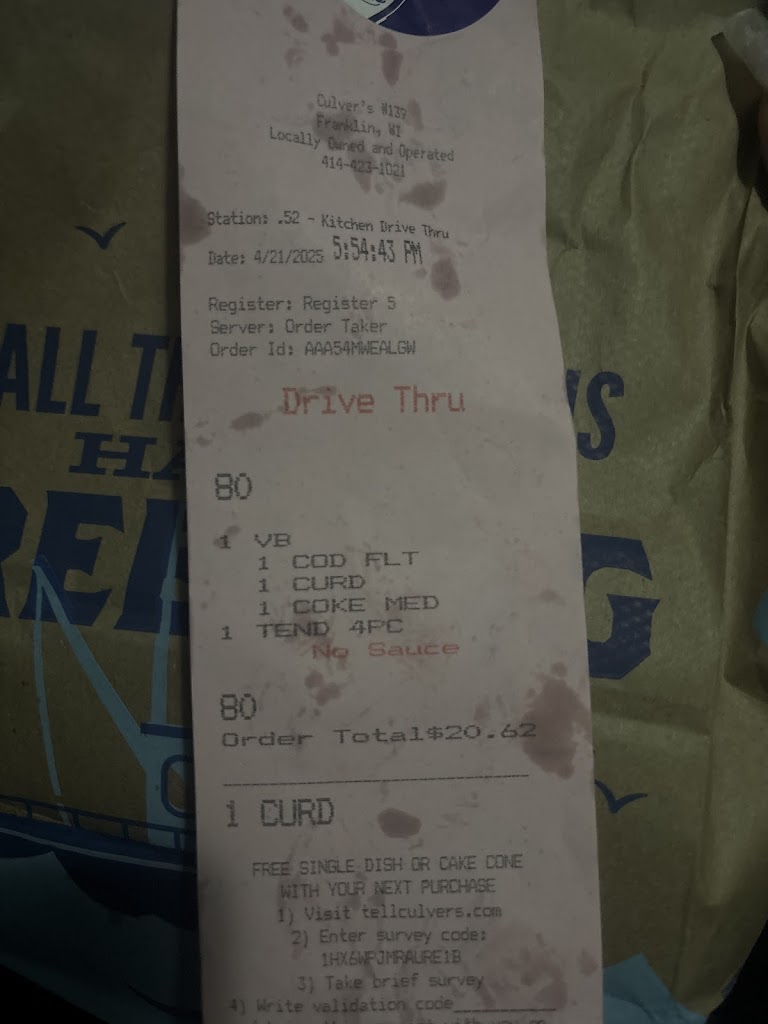 Culver's №139
Franklin, WI
Locally Owned and Operated
414-423-1021
Station: .52 - Kitchen Drive Thru
Date: 4/21/2025 5:54:43 PM
Register: Register 5
Server: Order Taker
Order Id: AAA54MWEALGW
Drive Thru
80
1 VB
1 COD FLT
1 CURD
1 COKE MED
1 TEND 4PC
No Sauce
80
Order Total$20.62
1 CURD
FREE SINGLE DISH OR CAKE CONE
WITH YOUR NEXT PURCHASE
1) Visit tellculvers.com
2) Enter survey code:
1HX6WPJMRAURE1B
3) Take brief survey
4) Write validation code
ALL